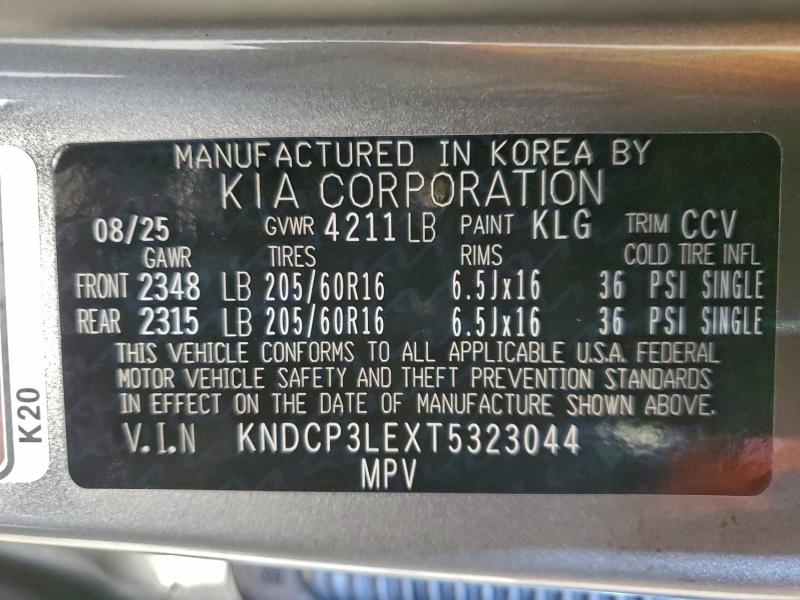 MANUFACTURED IN KOREA BY
KIA CORPORATION
08/25 GVWR 4211 LB PAINT KLG TRIM CCV
GAWR TIRES RIMS COLD TIRE INFL
FRONT 2348 LB 205/60R16 6.5Jx16 36 PSI SINGLE
REAR 2315 LB 205/60R16 6.5Jx16 36 PSI SINGLE
THIS VEHICLE CONFORMS TO ALL APPLICABLE U.S.A. FEDERAL
MOTOR VEHICLE SAFETY AND THEFT PREVENTION STANDARDS
IN EFFECT ON THE DATE OF MANUFACTURE SHOWN ABOVE.
V.I.N KNDCP3LEXT5323044
MPV
K20